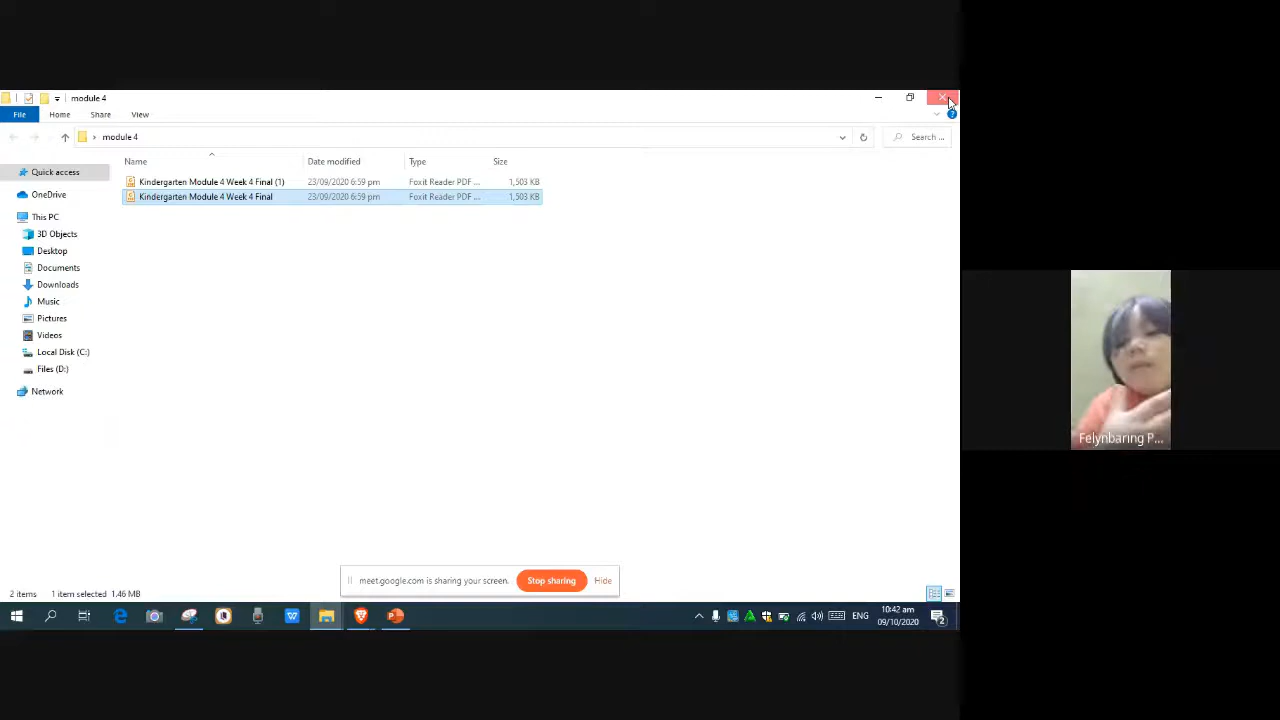 module 4
File Home Share View
module 4 Search ...
Name Date modified Type Size
Quick access
OneDrive
This PC
3D Objects
Desktop
Documents
Downloads
Music
Pictures
Videos
Local Disk (C:)
Files (D:)
Network
Kindergarten Module 4 Week 4 Final (1) 23/09/2020 6:59 pm Foxit Reader PDF ... 1,503 KB
Kindergarten Module 4 Week 4 Final 23/09/2020 6:59 pm Foxit Reader PDF ... 1,503 KB
Felynbaring P...
meet.google.com is sharing your screen. Stop sharing Hide
2 items 1 item selected 1.46 MB
ENG 10:42 am
09/10/2020 2